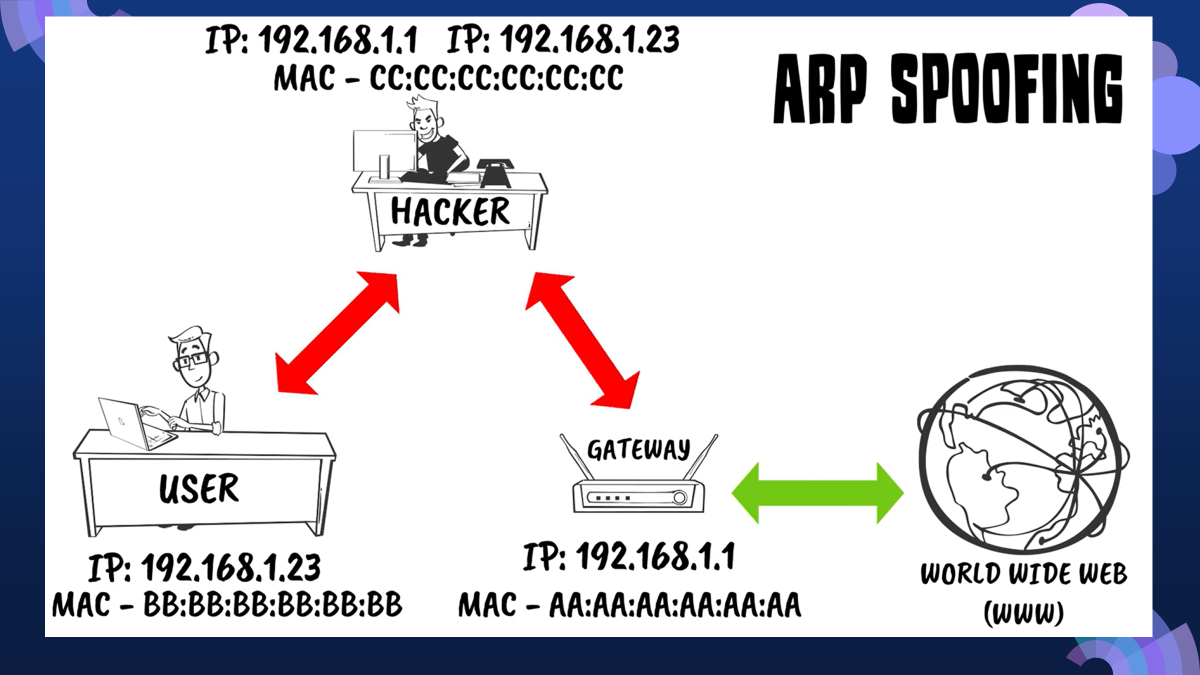 IP: 192.168.1.1 IP: 192.168.1.23
MAC - CC:CC:CC:CC:CC:CC
ARP SPOOFING
HACKER
USER
IP: 192.168.1.23
MAC - BB:BB:BB:BB:BB:BB
GATEWAY
IP: 192.168.1.1
MAC - AA:AA:AA:AA:AA:AA
WORLD WIDE WEB
(WWW)